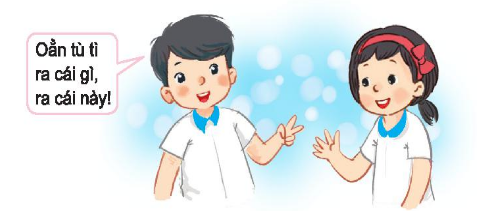 Oẳn tù tì
ra cái gì,
ra cái này!